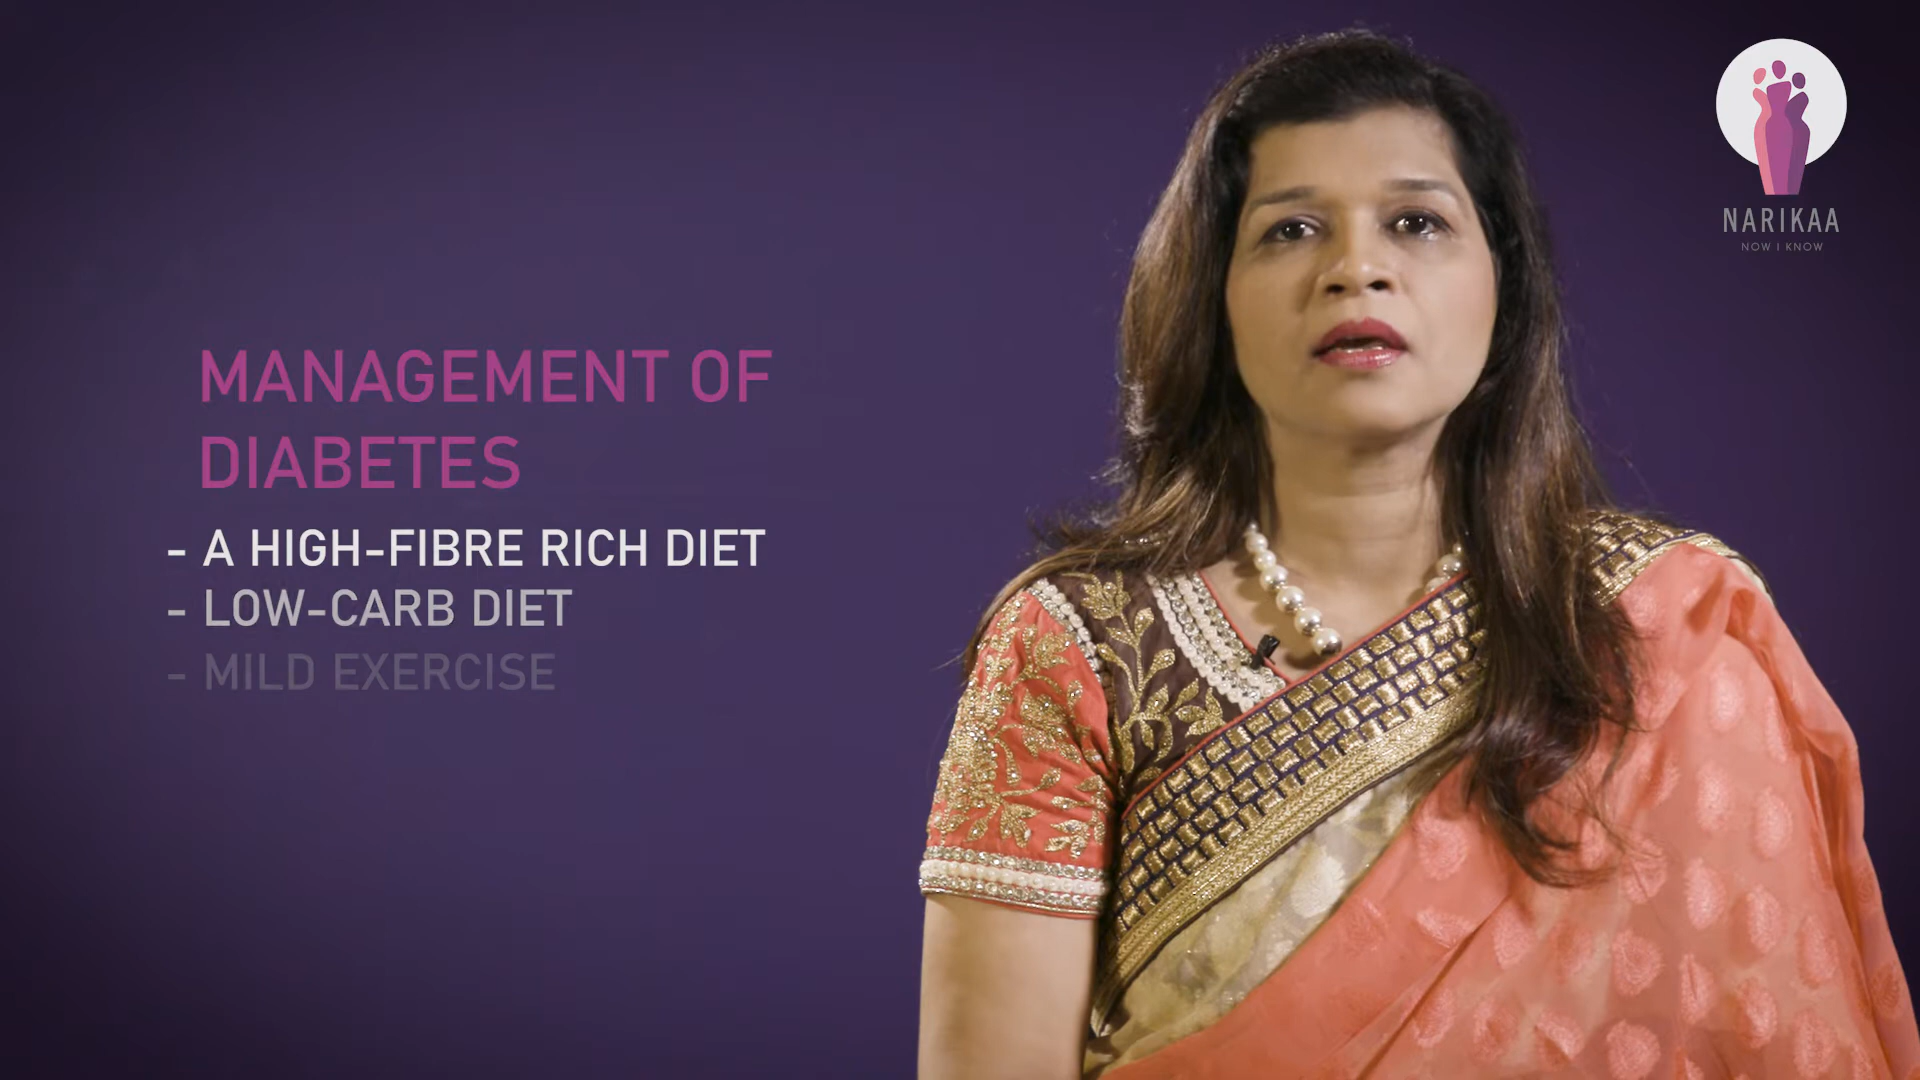 MANAGEMENT OF
DIABETES
- A HIGH-FIBRE RICH DIET
- LOW-CARB DIET
- MILD EXERCISE
NARIKAA
NOW I KNOW